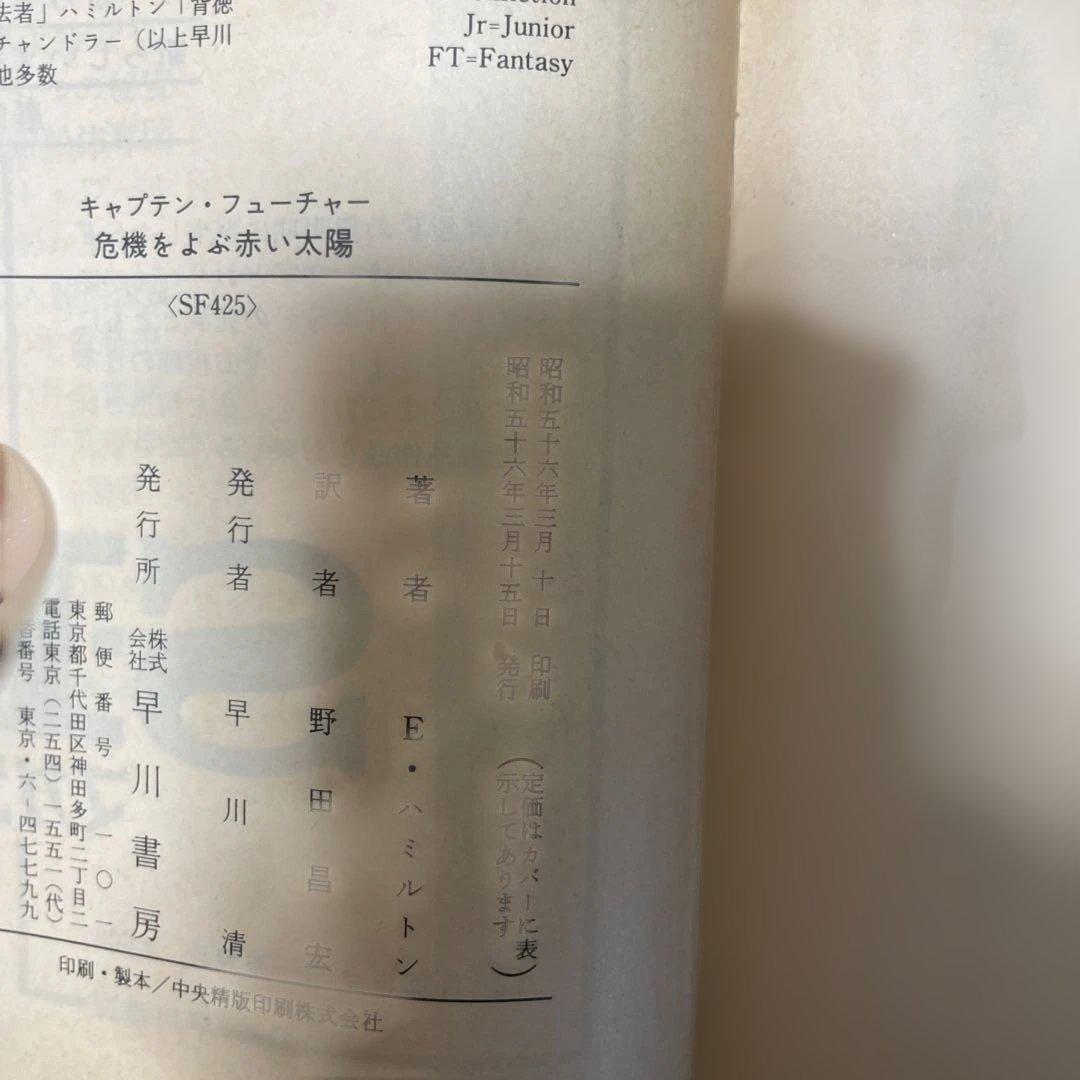 法者」ハミルトン「背徳
チャンドラー（以上早川
他多数
Jr=Junior
FT=Fantasy
キャプテン・フューチャー
危機をよぶ赤い太陽
〈SF425〉
昭和五十六年三月 十 日 印刷
昭和五十六年三月十五日 発行
（定価はカバーに表
示してあります）
著者 E・ハミルトン
訳者 野田昌宏
発行者 早川 清
発行所 株式会社 早川書房
郵便番号 一〇一
東京都千代田区神田多町二丁目二
電話東京（二五四）一五五一（代）
番番号 東京・六－四七七九九
印刷・製本／中央精版印刷株式会社